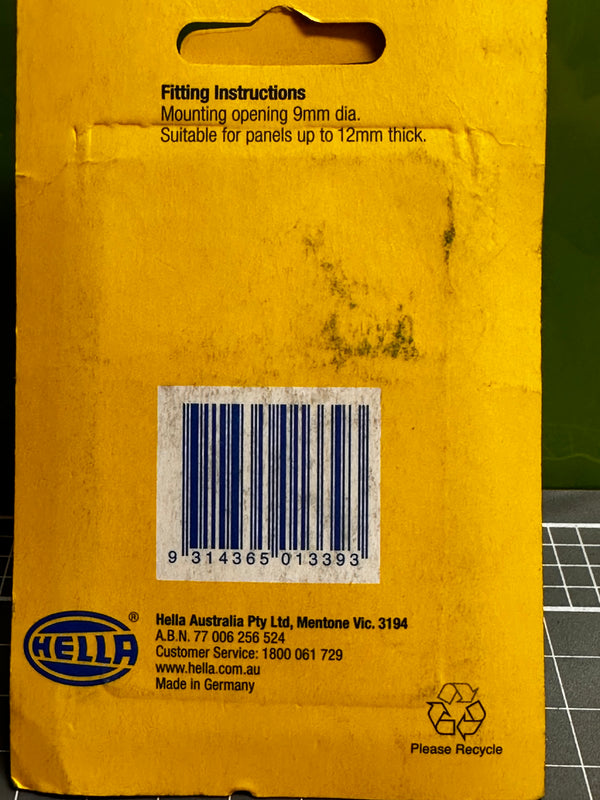 Fitting Instructions
Mounting opening 9mm dia.
Suitable for panels up to 12mm thick.
9 314365 013393
HELLA ®
Hella Australia Pty Ltd, Mentone Vic. 3194
A.B.N. 77 006 256 524
Customer Service: 1800 061 729
www.hella.com.au
Made in Germany
Please Recycle